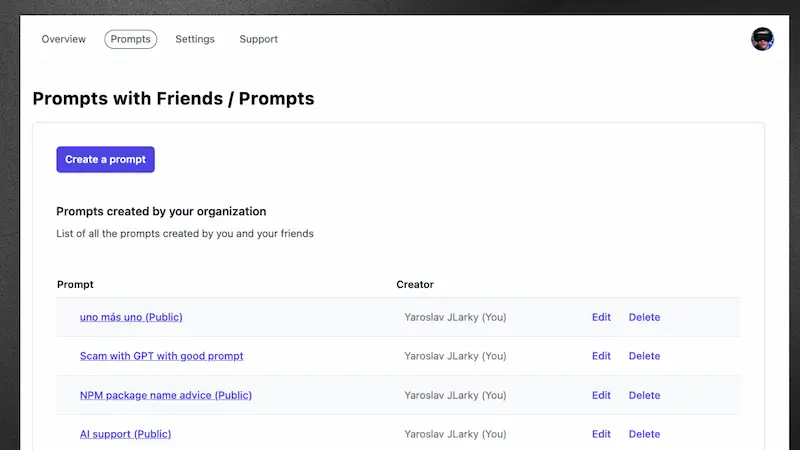 Overview Prompts Settings Support
Prompts with Friends / Prompts
Create a prompt
Prompts created by your organization
List of all the prompts created by you and your friends
Prompt Creator
uno más uno (Public) Yaroslav JLarky (You) Edit Delete
Scam with GPT with good prompt Yaroslav JLarky (You) Edit Delete
NPM package name advice (Public) Yaroslav JLarky (You) Edit Delete
AI support (Public) Yaroslav JLarky (You) Edit Delete